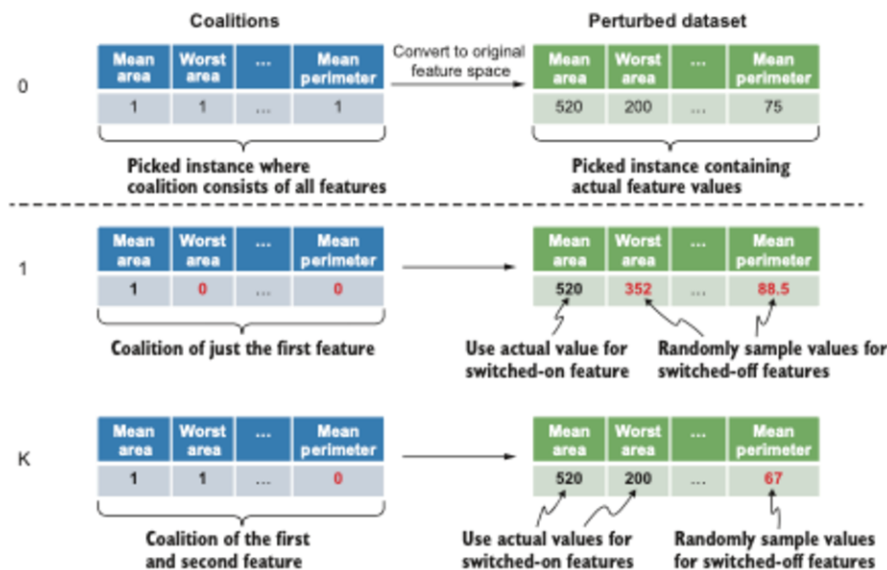 Coalitions
Perturbed dataset
0
Mean area
Worst area
...
Mean perimeter
1 1 ... 1
Convert to original
feature space
Mean area
Worst area
...
Mean perimeter
520 200 ... 75
Picked instance where
coalition consists of all features
Picked instance containing
actual feature values
1
Mean area
Worst area
...
Mean perimeter
1 0 ... 0
Mean area
Worst area
...
Mean perimeter
520 352 ... 88.5
Coalition of just the first feature
Use actual value for
switched-on feature
Randomly sample values for
switched-off features
K
Mean area
Worst area
...
Mean perimeter
1 1 ... 0
Mean area
Worst area
...
Mean perimeter
520 200 ... 67
Coalition of the first
and second feature
Use actual values for
switched-on features
Randomly sample values
for switched-off features